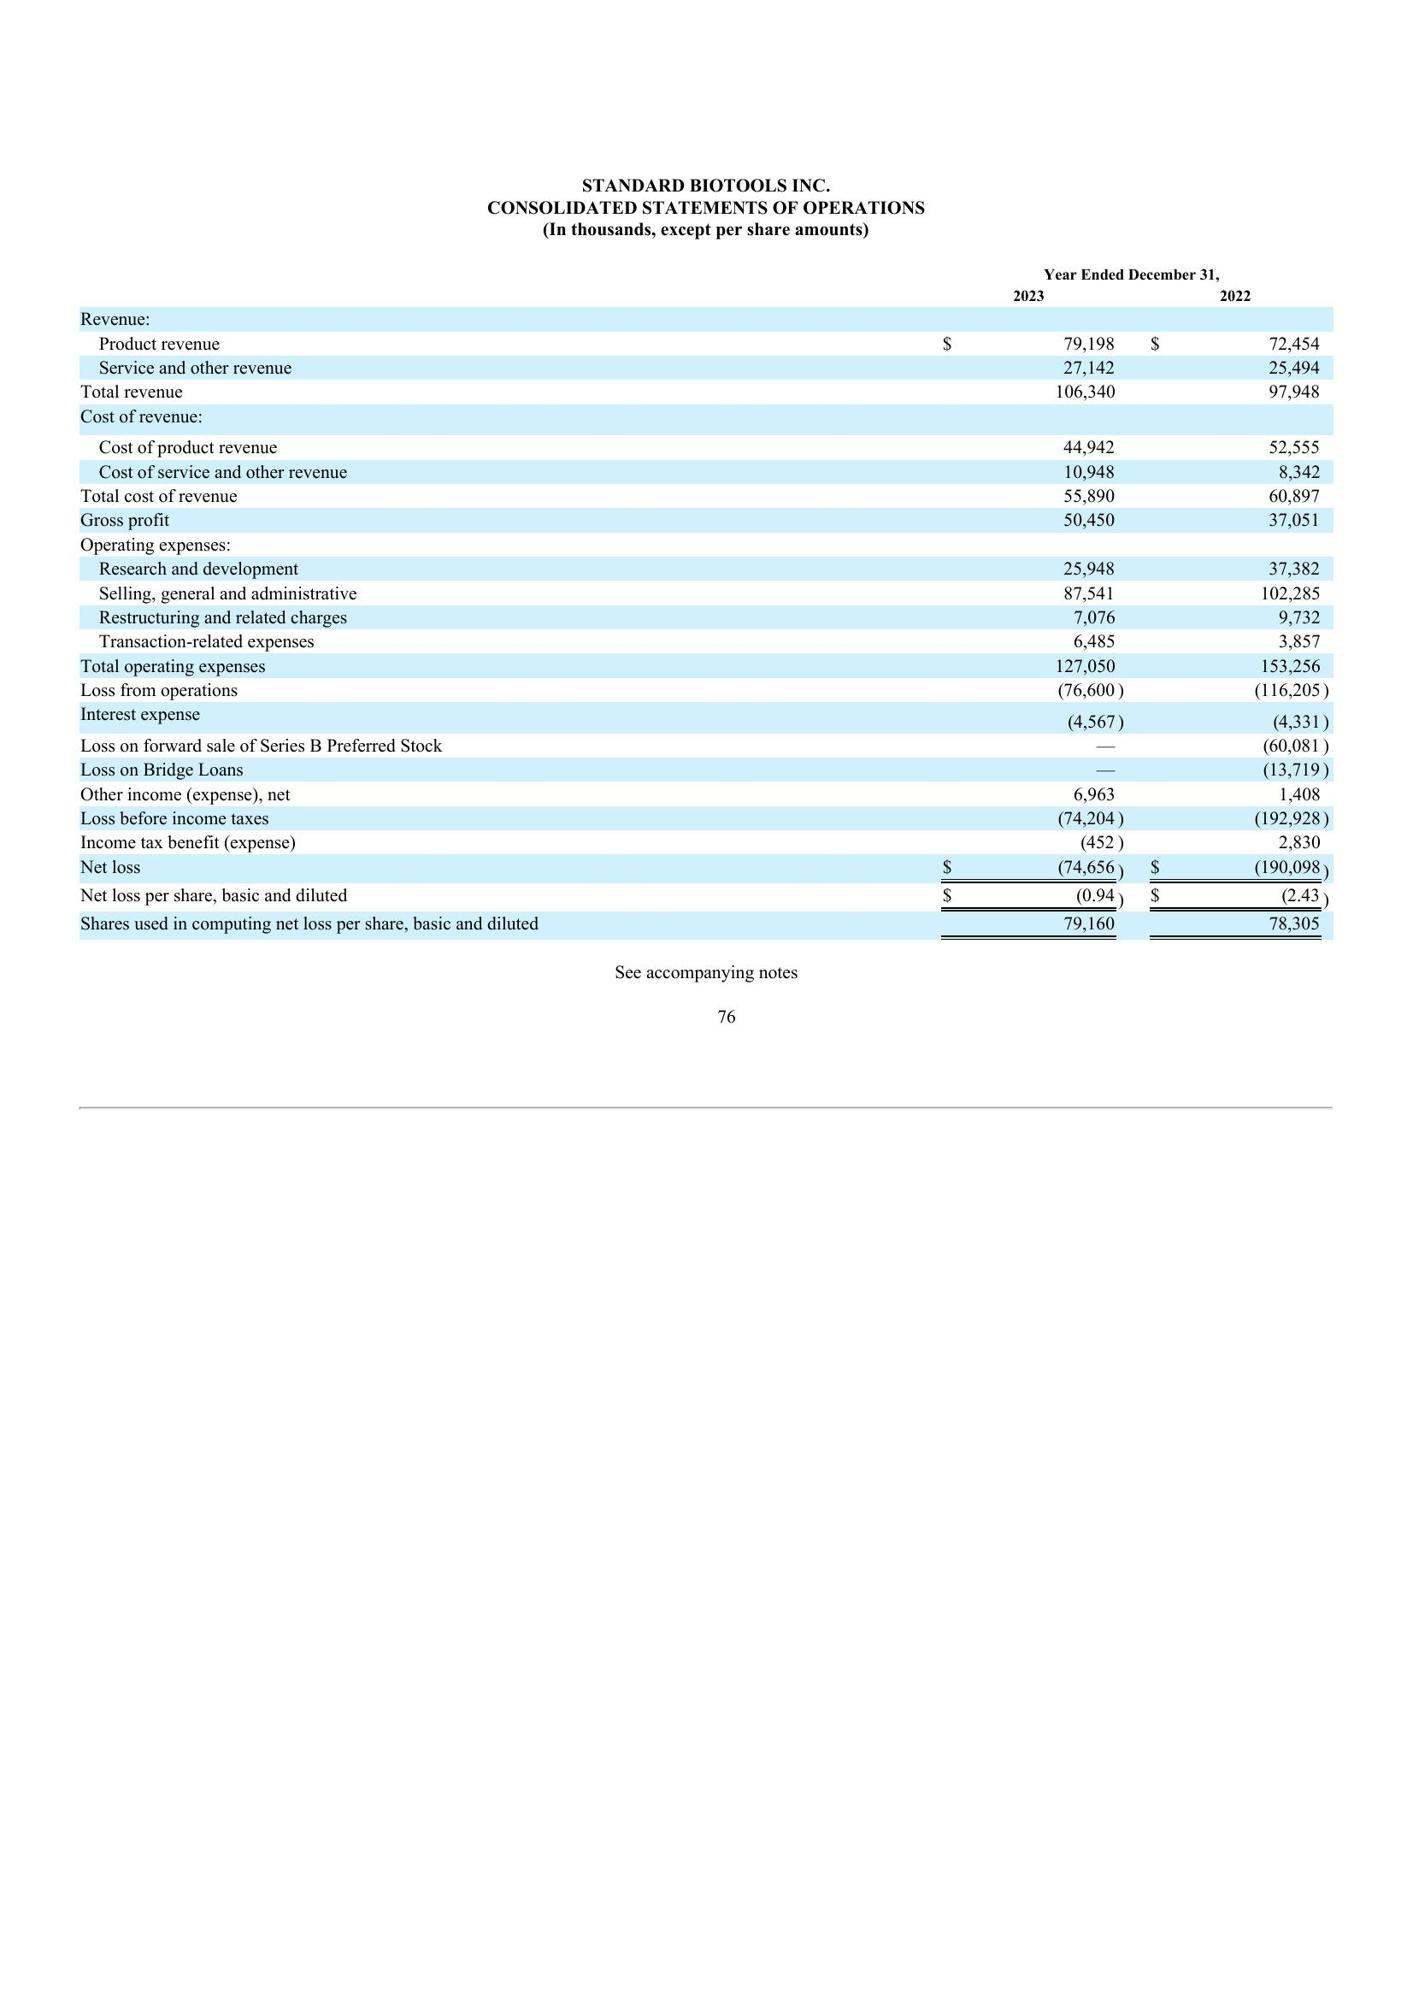 STANDARD BIOTOOLS INC.
CONSOLIDATED STATEMENTS OF OPERATIONS
(In thousands, except per share amounts)
Year Ended December 31,
2023 2022
Revenue:
Product revenue $ 79,198 $ 72,454
Service and other revenue 27,142 25,494
Total revenue 106,340 97,948
Cost of revenue:
Cost of product revenue 44,942 52,555
Cost of service and other revenue 10,948 8,342
Total cost of revenue 55,890 60,897
Gross profit 50,450 37,051
Operating expenses:
Research and development 25,948 37,382
Selling, general and administrative 87,541 102,285
Restructuring and related charges 7,076 9,732
Transaction-related expenses 6,485 3,857
Total operating expenses 127,050 153,256
Loss from operations (76,600) (116,205)
Interest expense (4,567) (4,331)
Loss on forward sale of Series B Preferred Stock — (60,081)
Loss on Bridge Loans — (13,719)
Other income (expense), net 6,963 1,408
Loss before income taxes (74,204) (192,928)
Income tax benefit (expense) (452) 2,830
Net loss $ (74,656) $ (190,098)
Net loss per share, basic and diluted $ (0.94) $ (2.43)
Shares used in computing net loss per share, basic and diluted 79,160 78,305
See accompanying notes
76